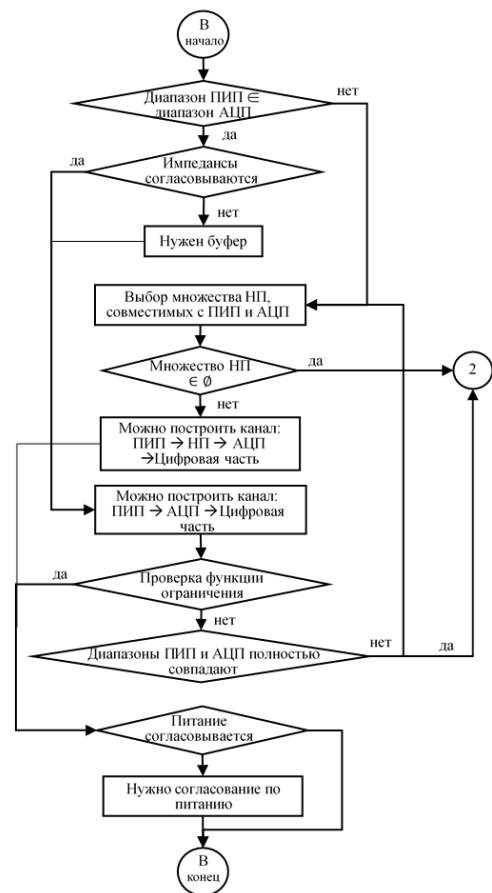 В
начало
Диапазон ПИП ∈
диапазон АЦП
нет
да
да
Импедансы
согласовываются
нет
Нужен буфер
Выбор множества НП,
совместимых с ПИП и АЦП
Множество НП
∈ ∅
да
2
нет
Можно построить канал:
ПИП → НП → АЦП
→Цифровая часть
Можно построить канал:
ПИП → АЦП →Цифровая
часть
да
Проверка функции
ограничения
нет
Диапазоны ПИП и АЦП полностью
совпадают
нет
да
Питание
согласовывается
Нужно согласование по
питанию
В
конец